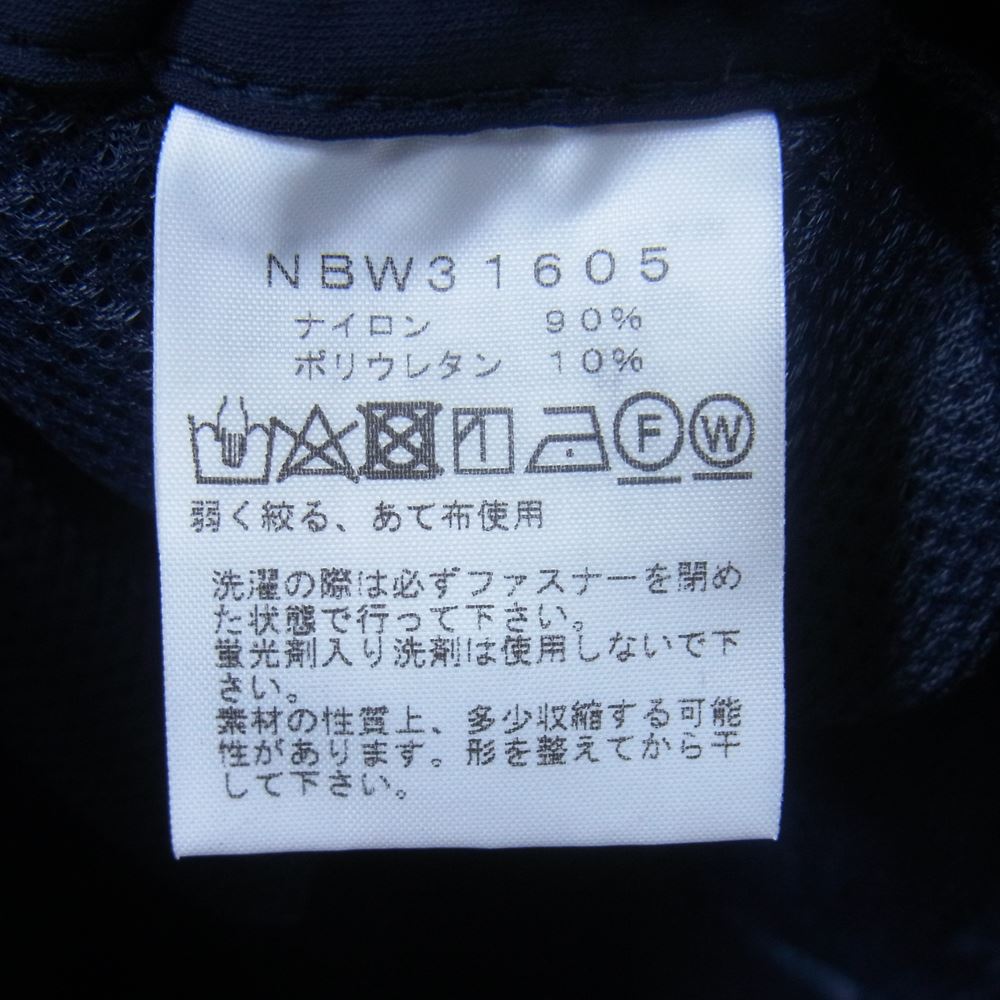 NBW31605
ナイロン 90%
ポリウレタン 10%
F W
弱く絞る、あて布使用
洗濯の際は必ずファスナーを閉め
た状態で行って下さい。
蛍光剤入り洗剤は使用しないで下
さい。
素材の性質上、多少収縮する可能
性があります。形を整えてから干
して下さい。